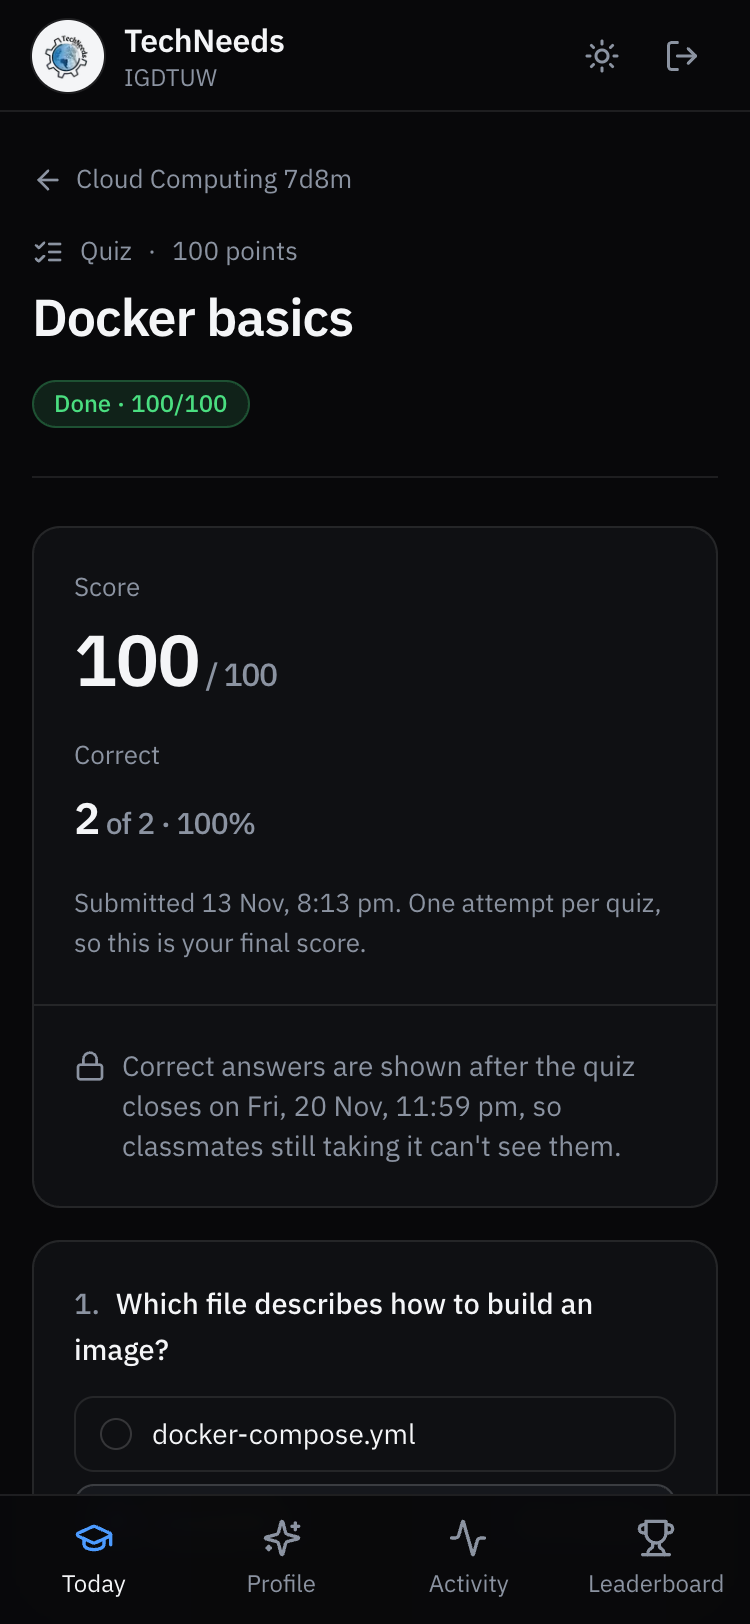 TechNeeds
IGDTUW
Cloud Computing 7d8m
Quiz · 100 points
Docker basics
Done · 100/100
Score
100 / 100
Correct
2 of 2 · 100%
Submitted 13 Nov, 8:13 pm. One attempt per quiz,
so this is your final score.
Correct answers are shown after the quiz
closes on Fri, 20 Nov, 11:59 pm, so
classmates still taking it can't see them.
1. Which file describes how to build an
image?
docker-compose.yml
Today
Profile
Activity
Leaderboard